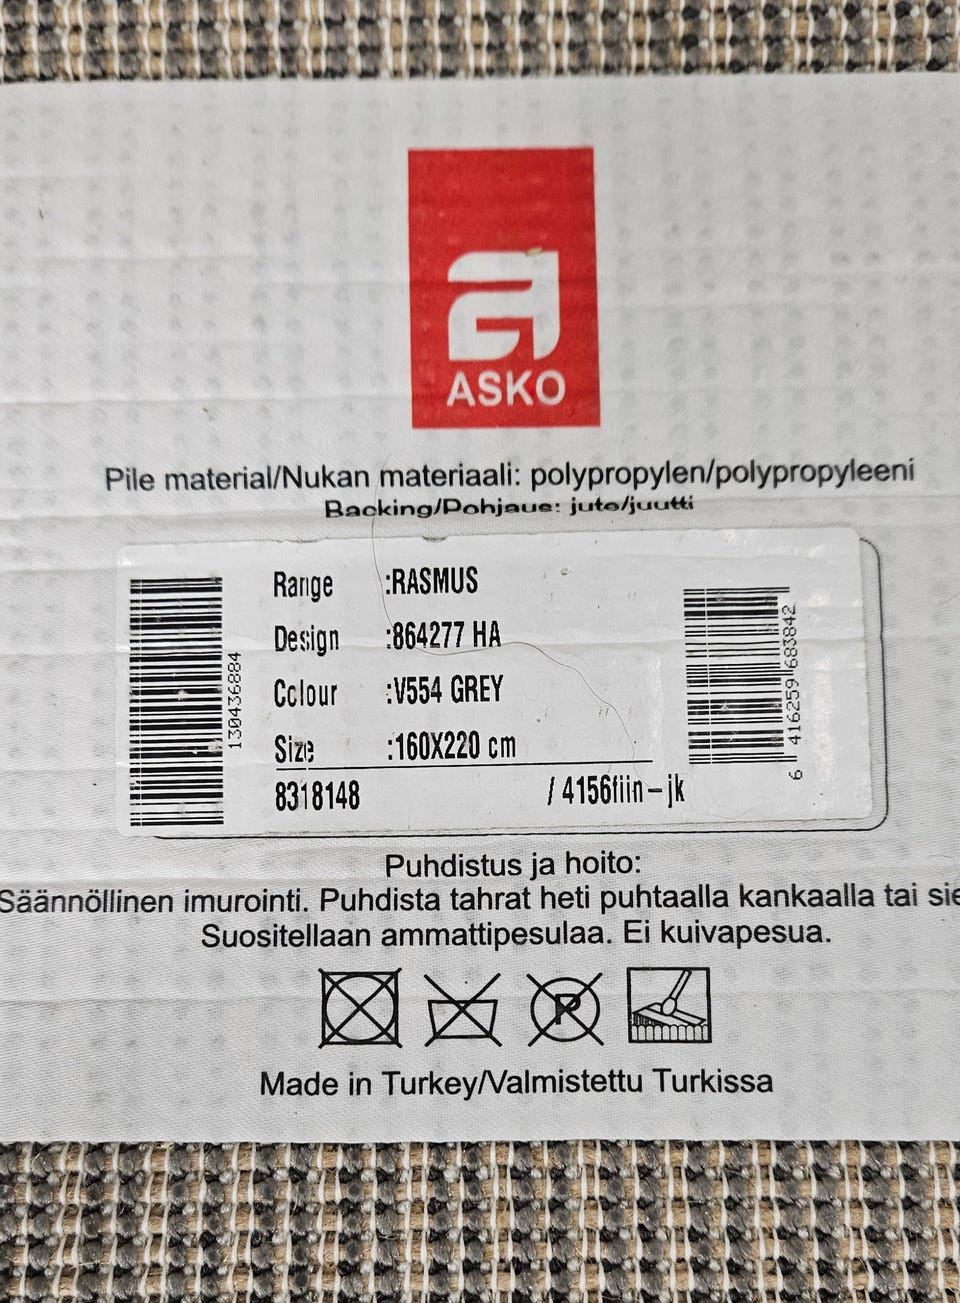 ASKO
Pile material/Nukan materiaali: polypropylen/polypropyleeni
Backing/Pohjaus: jute/juutti
Range :RASMUS
Design :864277 HA
Colour :V554 GREY
Size :160X220 cm
8318148 / 4156fiin-jk
130436884
6 416259 683842
Puhdistus ja hoito:
Säännöllinen imurointi. Puhdista tahrat heti puhtaalla kankaalla tai sie
Suositellaan ammattipesulaa. Ei kuivapesua.
P
Made in Turkey/Valmistettu Turkissa